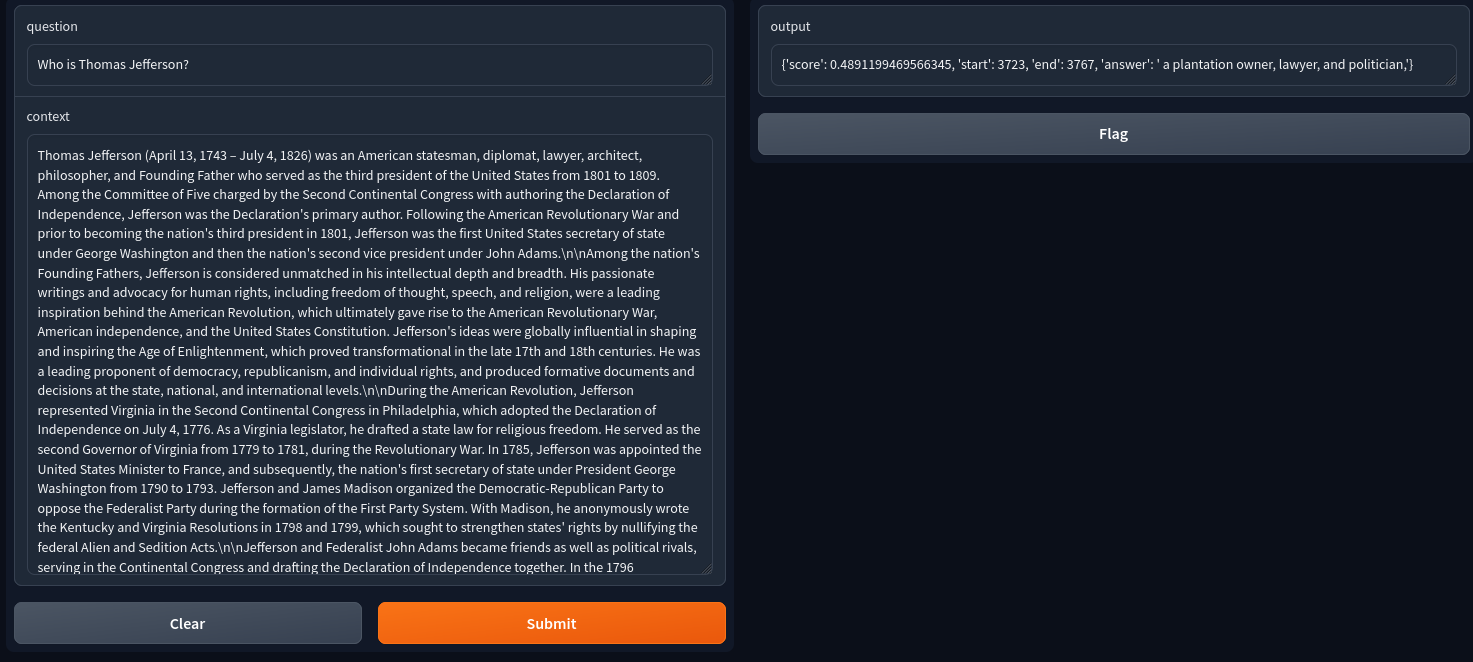 question
Who is Thomas Jefferson?
context
Thomas Jefferson (April 13, 1743 – July 4, 1826) was an American statesman, diplomat, lawyer, architect,
philosopher, and Founding Father who served as the third president of the United States from 1801 to 1809.
Among the Committee of Five charged by the Second Continental Congress with authoring the Declaration of
Independence, Jefferson was the Declaration's primary author. Following the American Revolutionary War and
prior to becoming the nation's third president in 1801, Jefferson was the first United States secretary of state
under George Washington and then the nation's second vice president under John Adams.\n\nAmong the nation's
Founding Fathers, Jefferson is considered unmatched in his intellectual depth and breadth. His passionate
writings and advocacy for human rights, including freedom of thought, speech, and religion, were a leading
inspiration behind the American Revolution, which ultimately gave rise to the American Revolutionary War,
American independence, and the United States Constitution. Jefferson's ideas were globally influential in shaping
and inspiring the Age of Enlightenment, which proved transformational in the late 17th and 18th centuries. He was
a leading proponent of democracy, republicanism, and individual rights, and produced formative documents and
decisions at the state, national, and international levels.\n\nDuring the American Revolution, Jefferson
represented Virginia in the Second Continental Congress in Philadelphia, which adopted the Declaration of
Independence on July 4, 1776. As a Virginia legislator, he drafted a state law for religious freedom. He served as the
second Governor of Virginia from 1779 to 1781, during the Revolutionary War. In 1785, Jefferson was appointed the
United States Minister to France, and subsequently, the nation's first secretary of state under President George
Washington from 1790 to 1793. Jefferson and James Madison organized the Democratic-Republican Party to
oppose the Federalist Party during the formation of the First Party System. With Madison, he anonymously wrote
the Kentucky and Virginia Resolutions in 1798 and 1799, which sought to strengthen states' rights by nullifying the
federal Alien and Sedition Acts.\n\nJefferson and Federalist John Adams became friends as well as political rivals,
serving in the Continental Congress and drafting the Declaration of Independence together. In the 1796
Clear
Submit
output
{'score': 0.4891199469566345, 'start': 3723, 'end': 3767, 'answer': ' a plantation owner, lawyer, and politician,'}
Flag